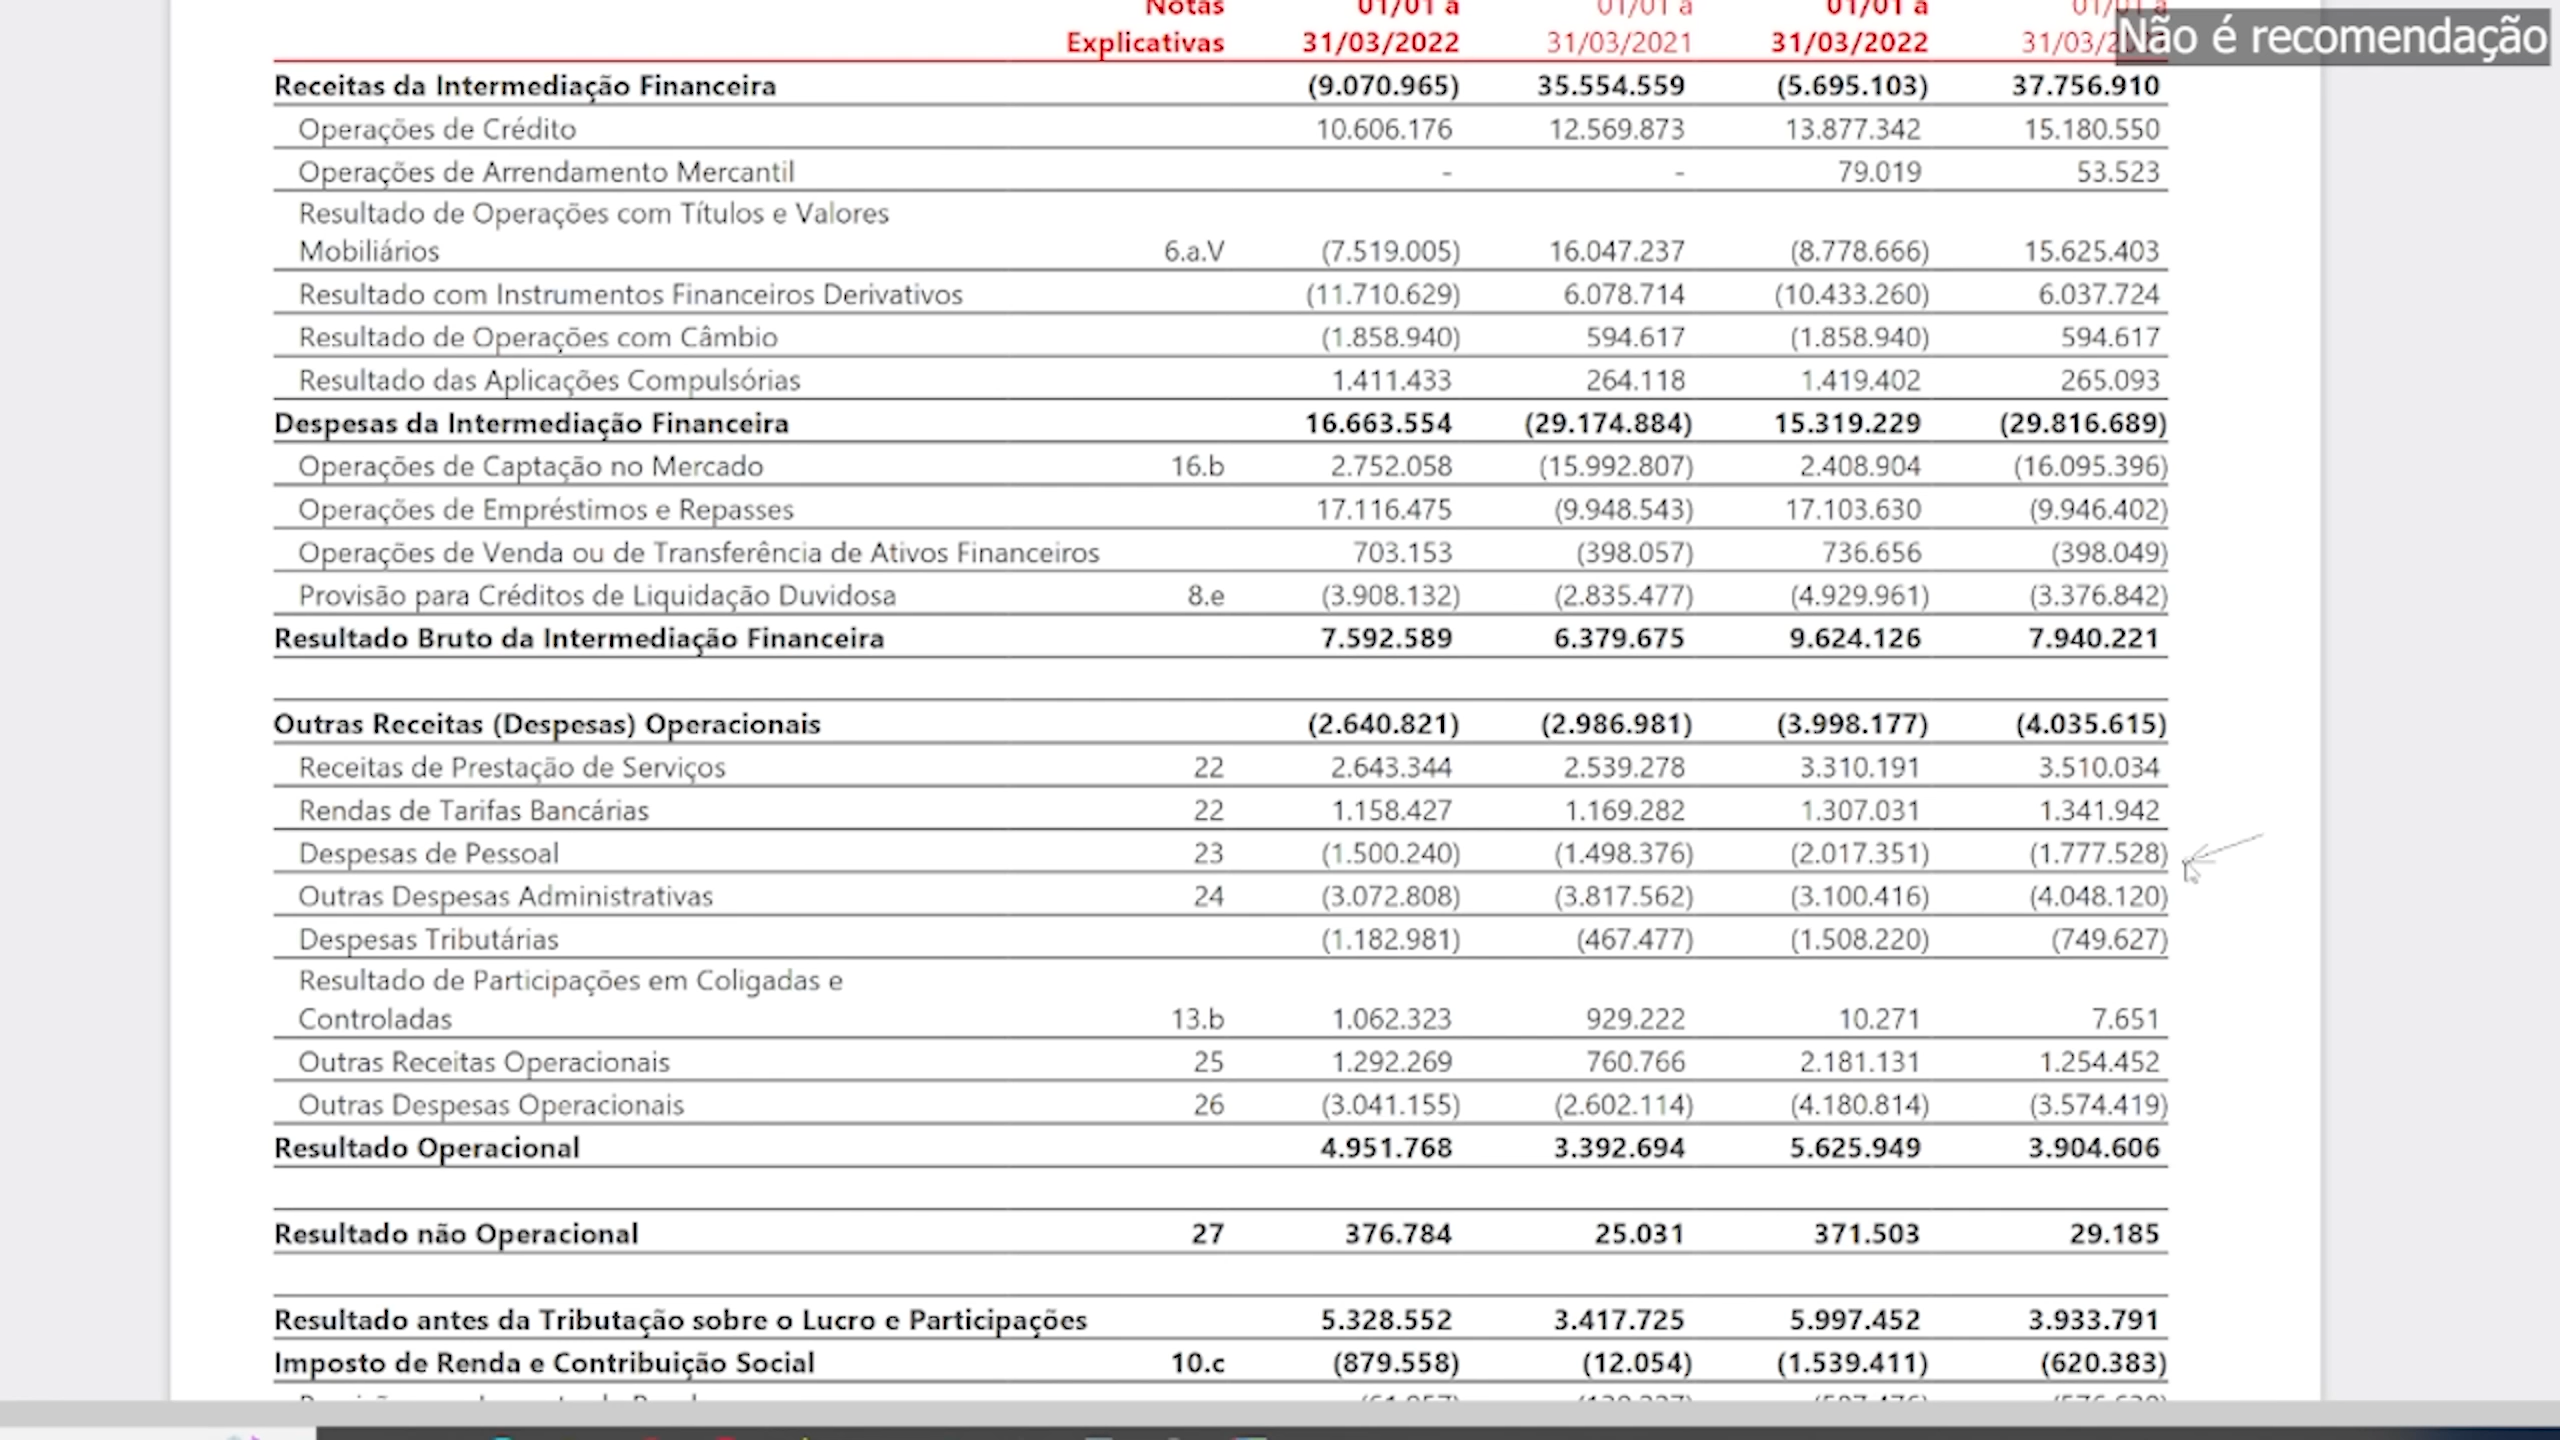 Notas 01/01 a 01/01 a 01/01 a 01/01 a
Explicativas 31/03/2022 31/03/2021 31/03/2022 31/03/2
Não é recomendação
Receitas da Intermediação Financeira (9.070.965) 35.554.559 (5.695.103) 37.756.910
Operações de Crédito 10.606.176 12.569.873 13.877.342 15.180.550
Operações de Arrendamento Mercantil - - 79.019 53.523
Resultado de Operações com Títulos e Valores
Mobiliários 6.a.V (7.519.005) 16.047.237 (8.778.666) 15.625.403
Resultado com Instrumentos Financeiros Derivativos (11.710.629) 6.078.714 (10.433.260) 6.037.724
Resultado de Operações com Câmbio (1.858.940) 594.617 (1.858.940) 594.617
Resultado das Aplicações Compulsórias 1.411.433 264.118 1.419.402 265.093
Despesas da Intermediação Financeira 16.663.554 (29.174.884) 15.319.229 (29.816.689)
Operações de Captação no Mercado 16.b 2.752.058 (15.992.807) 2.408.904 (16.095.396)
Operações de Empréstimos e Repasses 17.116.475 (9.948.543) 17.103.630 (9.946.402)
Operações de Venda ou de Transferência de Ativos Financeiros 703.153 (398.057) 736.656 (398.049)
Provisão para Créditos de Liquidação Duvidosa 8.e (3.908.132) (2.835.477) (4.929.961) (3.376.842)
Resultado Bruto da Intermediação Financeira 7.592.589 6.379.675 9.624.126 7.940.221
Outras Receitas (Despesas) Operacionais (2.640.821) (2.986.981) (3.998.177) (4.035.615)
Receitas de Prestação de Serviços 22 2.643.344 2.539.278 3.310.191 3.510.034
Rendas de Tarifas Bancárias 22 1.158.427 1.169.282 1.307.031 1.341.942
Despesas de Pessoal 23 (1.500.240) (1.498.376) (2.017.351) (1.777.528)
Outras Despesas Administrativas 24 (3.072.808) (3.817.562) (3.100.416) (4.048.120)
Despesas Tributárias (1.182.981) (467.477) (1.508.220) (749.627)
Resultado de Participações em Coligadas e
Controladas 13.b 1.062.323 929.222 10.271 7.651
Outras Receitas Operacionais 25 1.292.269 760.766 2.181.131 1.254.452
Outras Despesas Operacionais 26 (3.041.155) (2.602.114) (4.180.814) (3.574.419)
Resultado Operacional 4.951.768 3.392.694 5.625.949 3.904.606
Resultado não Operacional 27 376.784 25.031 371.503 29.185
Resultado antes da Tributação sobre o Lucro e Participações 5.328.552 3.417.725 5.997.452 3.933.791
Imposto de Renda e Contribuição Social 10.c (879.558) (12.054) (1.539.411) (620.383)